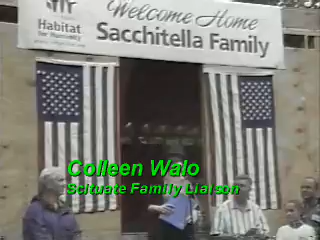 Welcome Home
Sacchitella Family
Habitat
for Humanity
Colleen Walo
Scituate Family Liaison